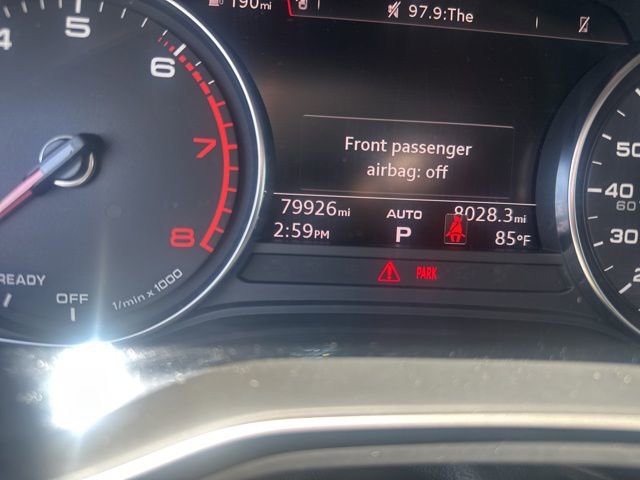 190mi
97.9:The
4
5
6
7
8
READY
OFF
1/min x 1000
Front passenger
airbag: off
79926mi
AUTO
8028.3mi
2:59PM
P
85°F
PARK
50
40
60
30